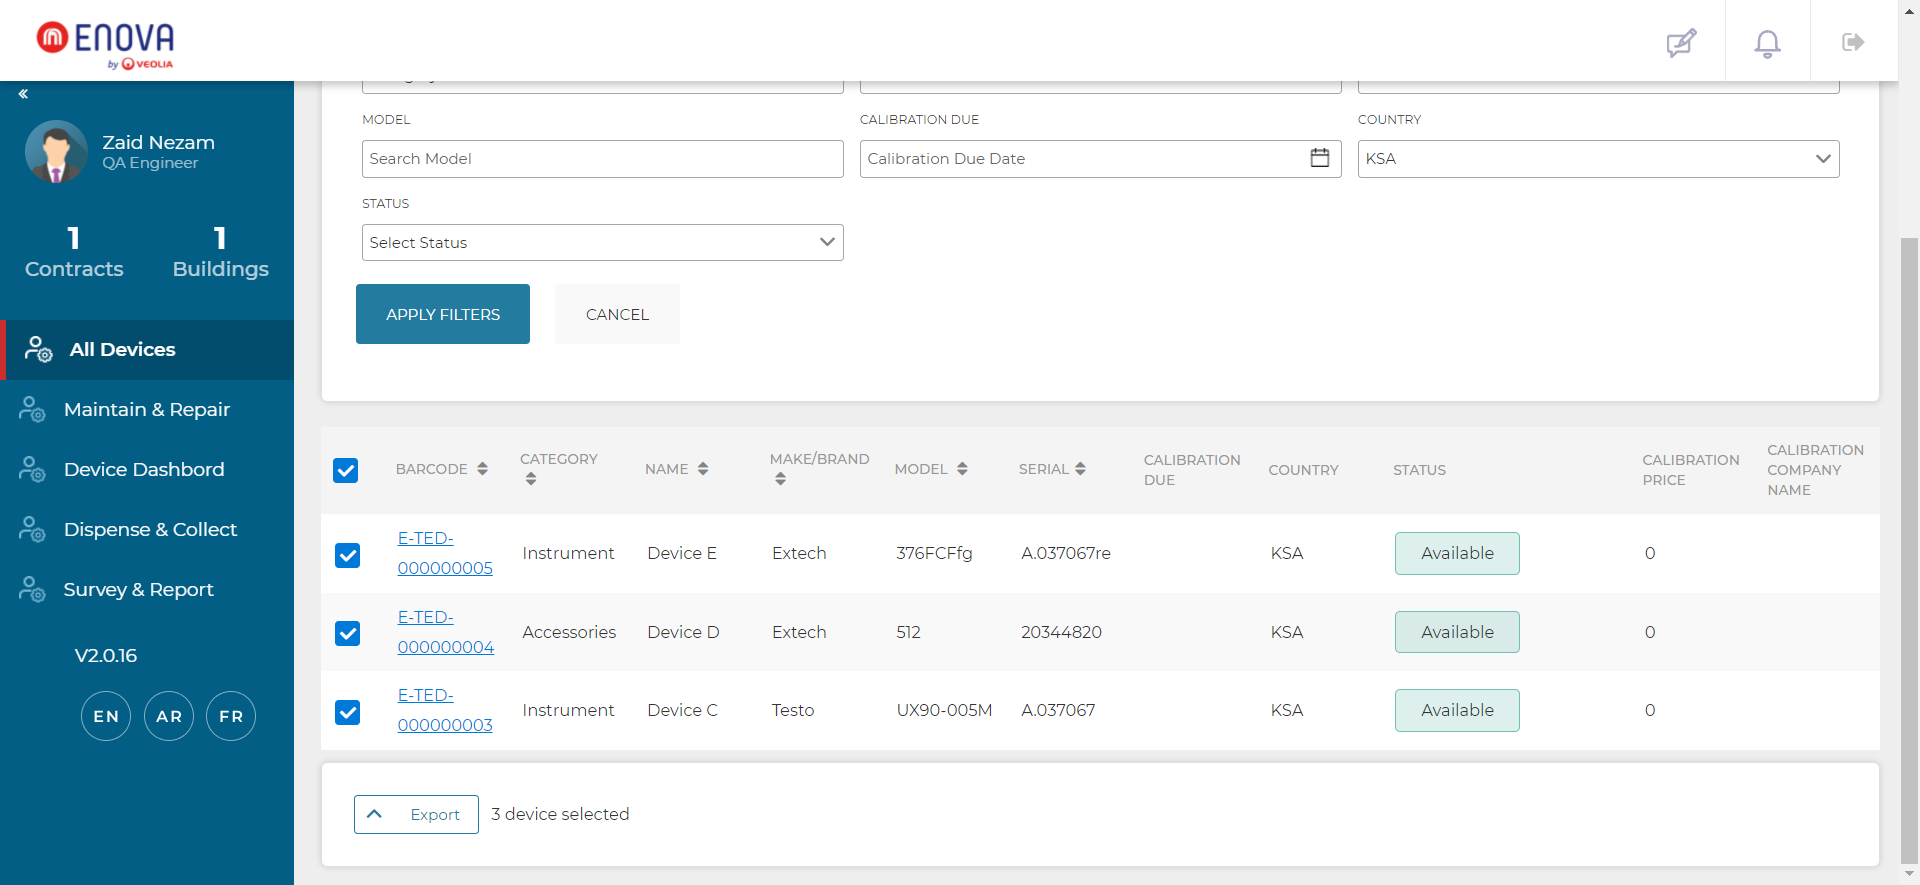 ENOVA
by VEOLIA
Zaid Nezam
QA Engineer
1
Contracts
1
Buildings
All Devices
Maintain & Repair
Device Dashbord
Dispense & Collect
Survey & Report
V2.0.16
EN
AR
FR
MODEL
Search Model
CALIBRATION DUE
Calibration Due Date
COUNTRY
KSA
STATUS
Select Status
APPLY FILTERS
CANCEL
BARCODE
CATEGORY
NAME
MAKE/BRAND
MODEL
SERIAL
CALIBRATION
DUE
COUNTRY
STATUS
CALIBRATION
PRICE
CALIBRATION
COMPANY
NAME
E-TED-
000000005
Instrument
Device E
Extech
376FCFfg
A.037067re
KSA
Available
0
E-TED-
000000004
Accessories
Device D
Extech
512
20344820
KSA
Available
0
E-TED-
000000003
Instrument
Device C
Testo
UX90-005M
A.037067
KSA
Available
0
Export
3 device selected